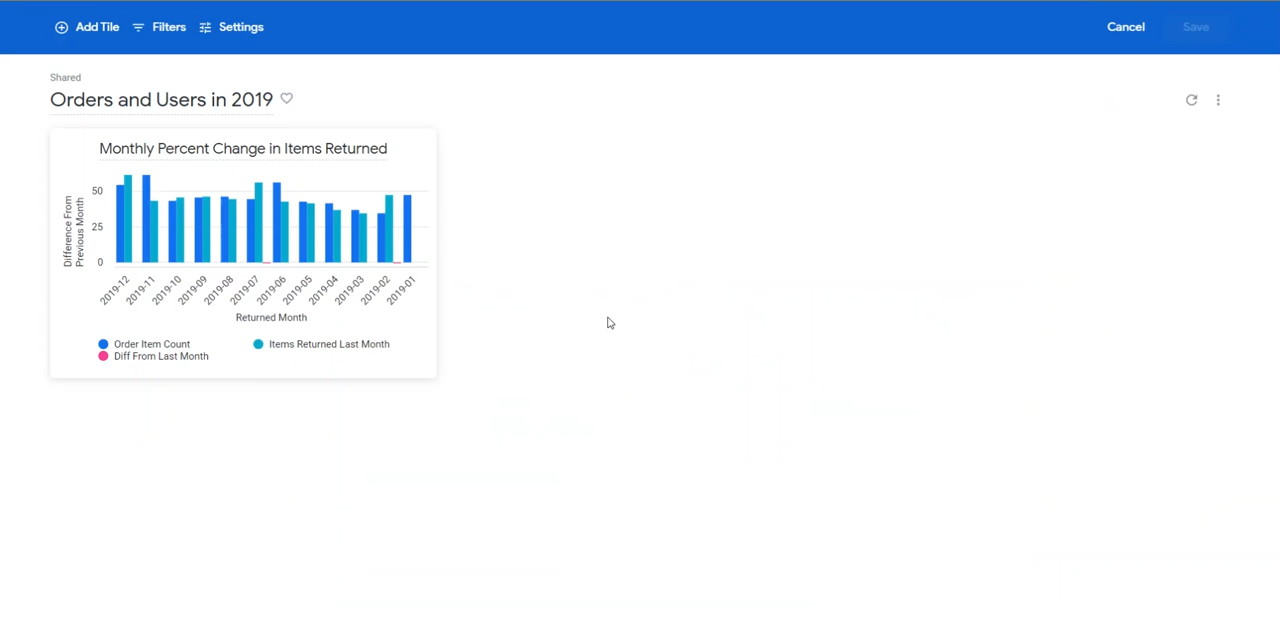 Add Tile Filters Settings Cancel Save
Shared
Orders and Users in 2019
Monthly Percent Change in Items Returned
Difference From
Previous Month
50
25
0
2019-12 2019-11 2019-10 2019-09 2019-08 2019-07 2019-06 2019-05 2019-04 2019-03 2019-02 2019-01
Returned Month
Order Item Count Items Returned Last Month
Diff From Last Month